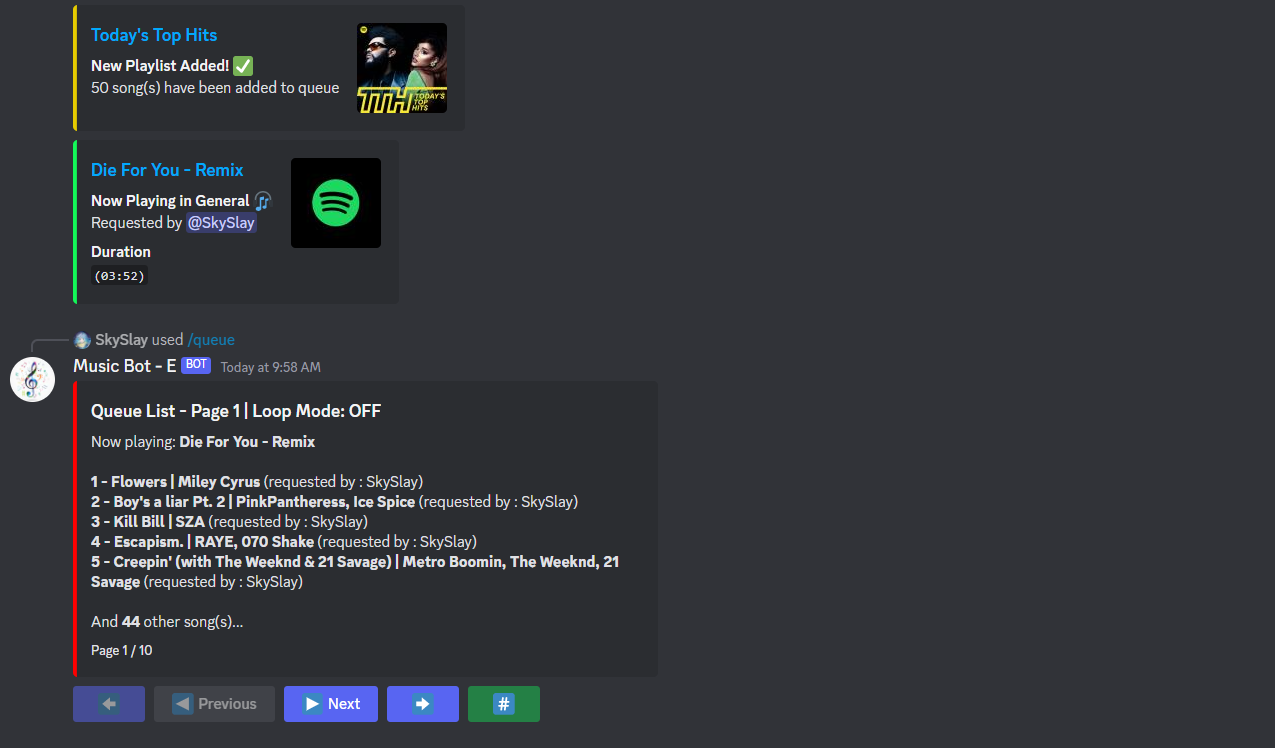 Today's Top Hits
New Playlist Added! ✅
50 song(s) have been added to queue
TTH TODAY'S
TOP
HITS
Die For You - Remix
Now Playing in General 🎧
Requested by @SkySlay
Duration
(03:52)
SkySlay used /queue
Music Bot - E BOT Today at 9:58 AM
Queue List - Page 1 | Loop Mode: OFF
Now playing: Die For You - Remix
1 - Flowers | Miley Cyrus (requested by : SkySlay)
2 - Boy's a liar Pt. 2 | PinkPantheress, Ice Spice (requested by : SkySlay)
3 - Kill Bill | SZA (requested by : SkySlay)
4 - Escapism. | RAYE, 070 Shake (requested by : SkySlay)
5 - Creepin' (with The Weeknd & 21 Savage) | Metro Boomin, The Weeknd, 21
Savage (requested by : SkySlay)
And 44 other song(s)...
Page 1 / 10
Previous Next #